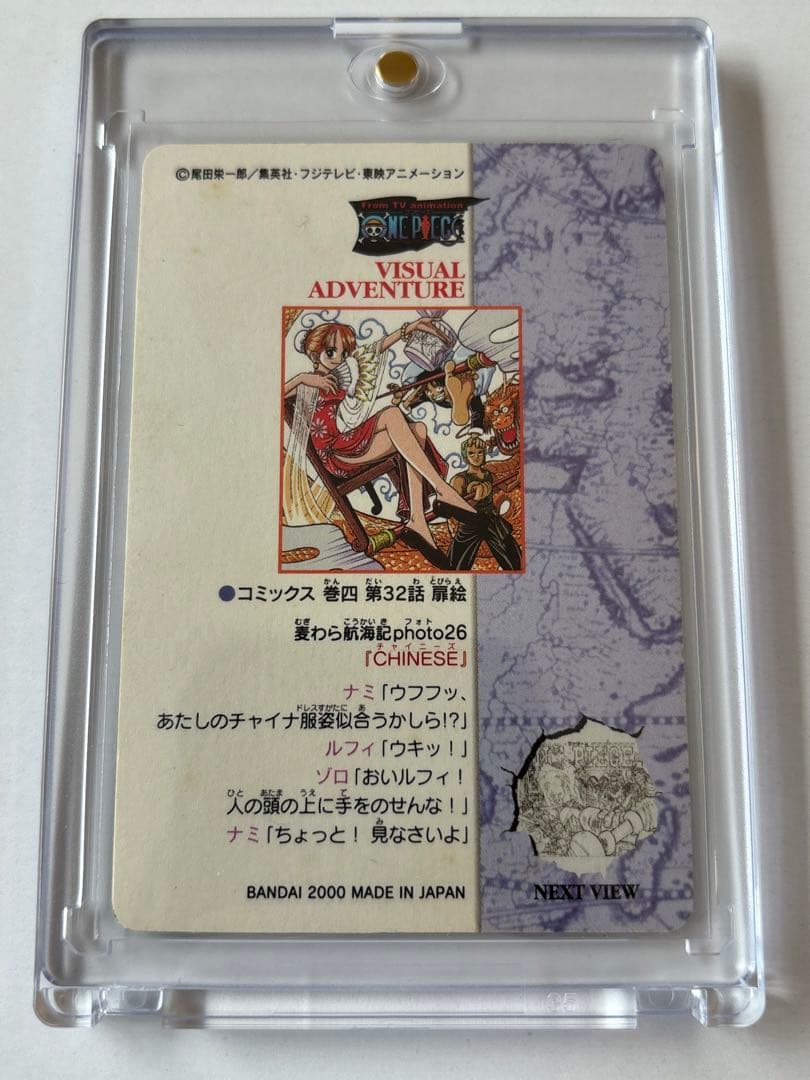 ©尾田栄一郎／集英社・フジテレビ・東映アニメーション
From TV animation
ONE PIECE
VISUAL
ADVENTURE
●コミックス 巻四 第32話 扉絵
麦わら航海記photo26
『CHINESE』
ナミ「ウフフッ、
あたしのチャイナ服姿似合うかしら!?」
ルフィ「ウキッ！」
ゾロ「おいルフィ！
人の頭の上に手をのせんな！」
ナミ「ちょっと！ 見なさいよ」
BANDAI 2000 MADE IN JAPAN
NEXT VIEW